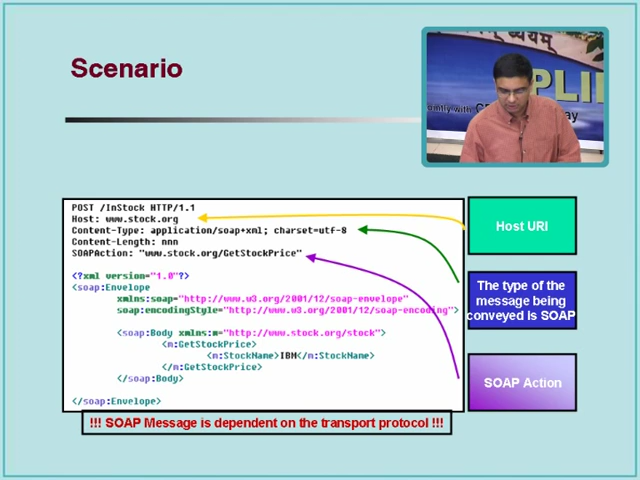 Scenario
PLI
POST /InStock HTTP/1.1
Host: www.stock.org
Content-Type: application/soap+xml; charset=utf-8
Content-Length: nnn
SOAPAction: "www.stock.org/GetStockPrice"
<?xml version="1.0"?>
<soap:Envelope
xmlns:soap="http://www.w3.org/2001/12/soap-envelope"
soap:encodingStyle="http://www.w3.org/2001/12/soap-encoding">
<soap:Body xmlns:m="http://www.stock.org/stock">
<m:GetStockPrice>
<m:StockName>IBM</m:StockName>
</m:GetStockPrice>
</soap:Body>
</soap:Envelope>
Host URI
The type of the
message being
conveyed is SOAP
SOAP Action
!!! SOAP Message is dependent on the transport protocol !!!